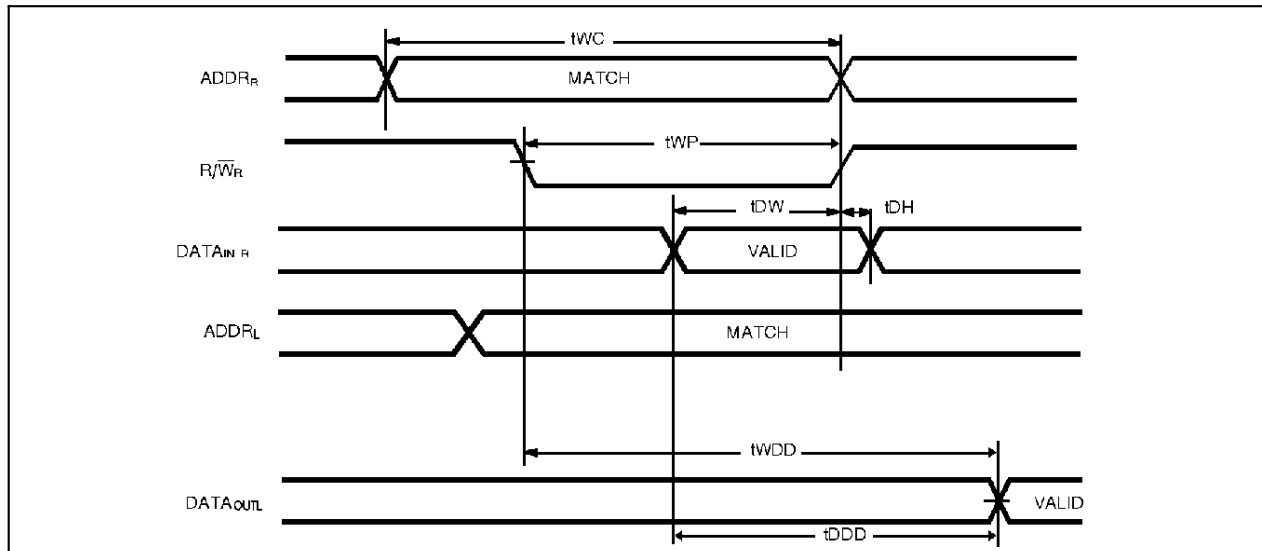 tWC
ADDRR MATCH
tWP
R/W̅R
tDW tDH
DATAIN R VALID
ADDRL MATCH
tWDD
DATAOUTL VALID
tDDD